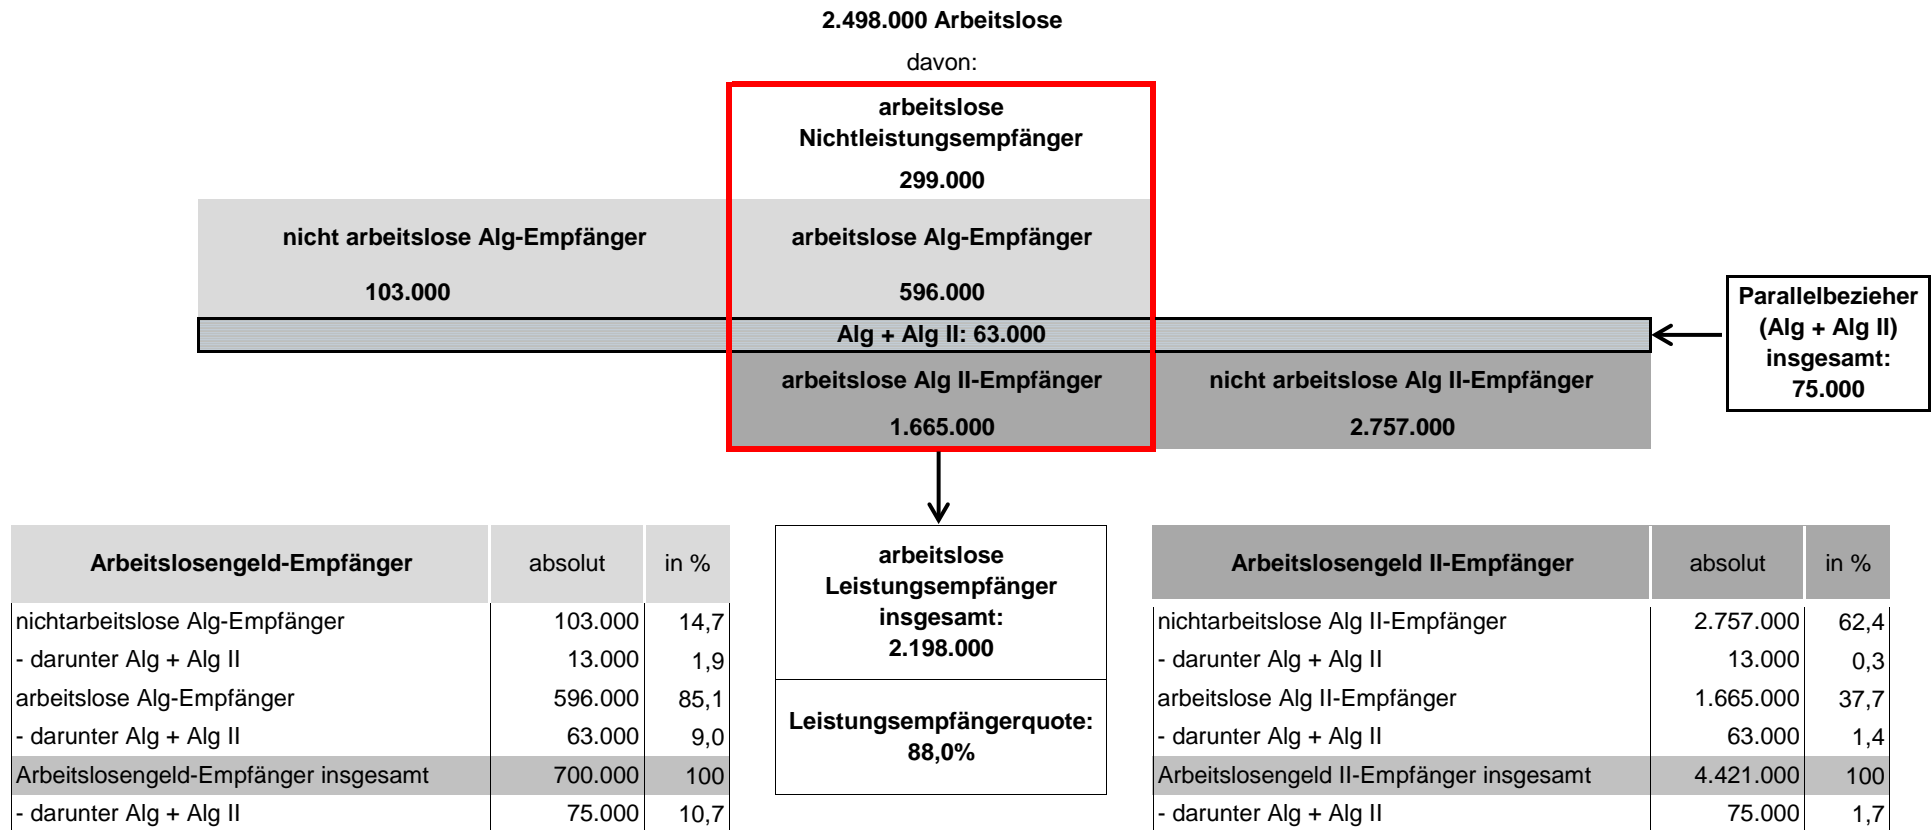 2.498.000 Arbeitslose
davon:
arbeitslose
Nichtleistungsempfänger
299.000
nicht arbeitslose Alg-Empfänger
103.000
arbeitslose Alg-Empfänger
596.000
Alg + Alg II: 63.000
Parallelbezieher
(Alg + Alg II)
insgesamt:
75.000
arbeitslose Alg II-Empfänger
1.665.000
nicht arbeitslose Alg II-Empfänger
2.757.000
Arbeitslosengeld-Empfänger absolut in %
nichtarbeitslose Alg-Empfänger 103.000 14,7
- darunter Alg + Alg II 13.000 1,9
arbeitslose Alg-Empfänger 596.000 85,1
- darunter Alg + Alg II 63.000 9,0
Arbeitslosengeld-Empfänger insgesamt 700.000 100
- darunter Alg + Alg II 75.000 10,7
arbeitslose
Leistungsempfänger
insgesamt:
2.198.000
Leistungsempfängerquote:
88,0%
Arbeitslosengeld II-Empfänger absolut in %
nichtarbeitslose Alg II-Empfänger 2.757.000 62,4
- darunter Alg + Alg II 13.000 0,3
arbeitslose Alg II-Empfänger 1.665.000 37,7
- darunter Alg + Alg II 63.000 1,4
Arbeitslosengeld II-Empfänger insgesamt 4.421.000 100
- darunter Alg + Alg II 75.000 1,7